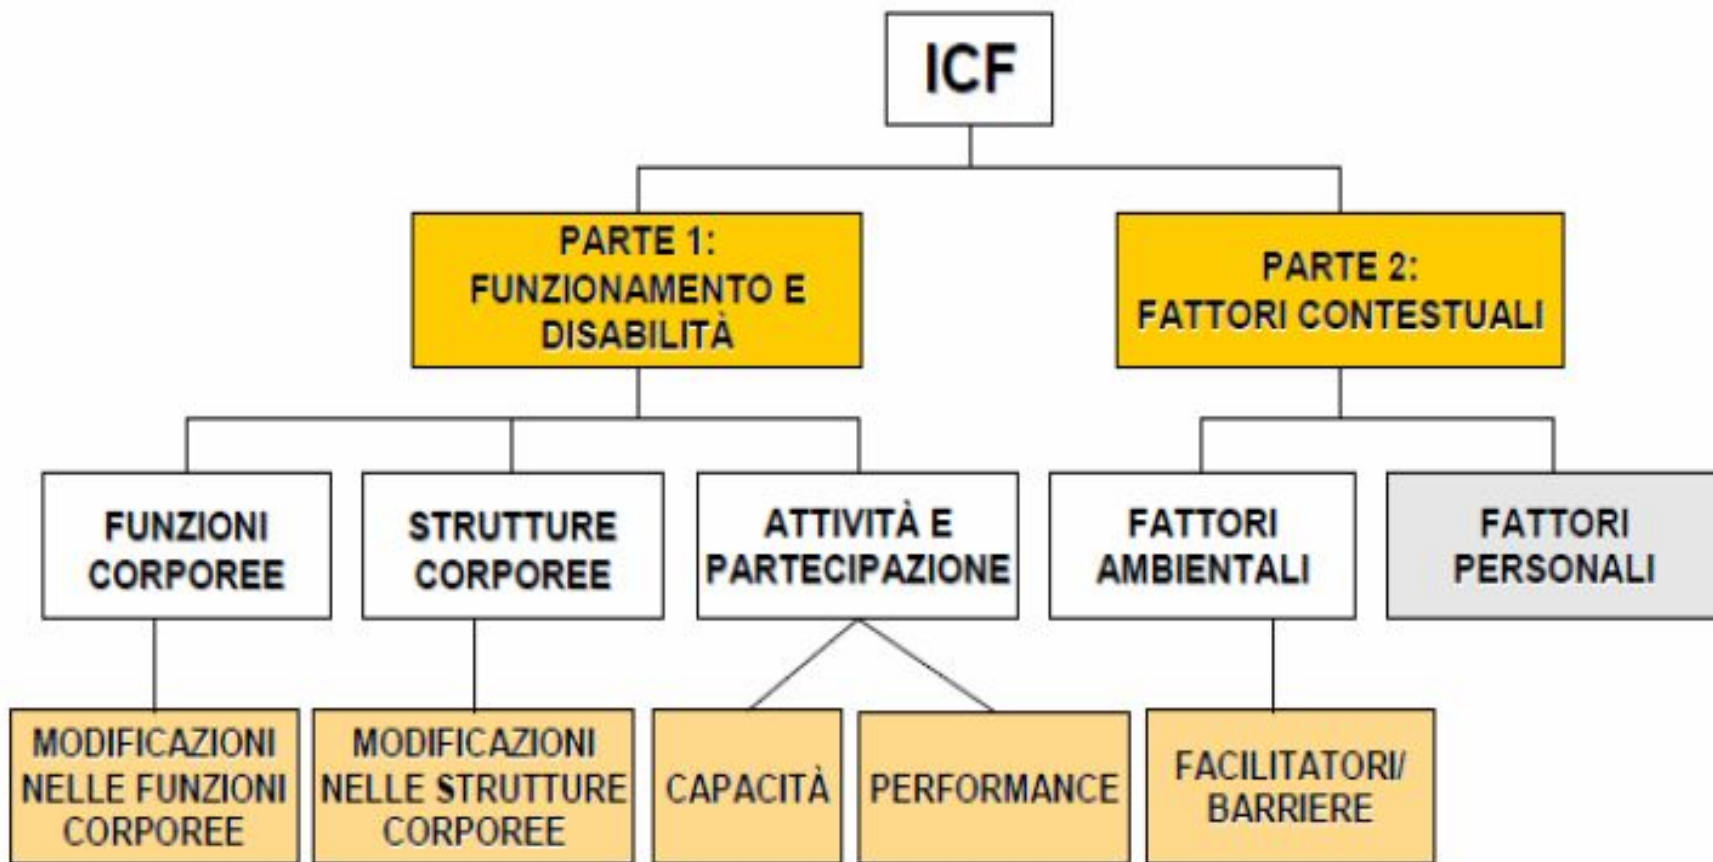 ICF
PARTE 1:
FUNZIONAMENTO E
DISABILITÀ
PARTE 2:
FATTORI CONTESTUALI
FUNZIONI
CORPOREE
STRUTTURE
CORPOREE
ATTIVITÀ E
PARTECIPAZIONE
FATTORI
AMBIENTALI
FATTORI
PERSONALI
MODIFICAZIONI
NELLE FUNZIONI
CORPOREE
MODIFICAZIONI
NELLE STRUTTURE
CORPOREE
CAPACITÀ
PERFORMANCE
FACILITATORI/
BARRIERE